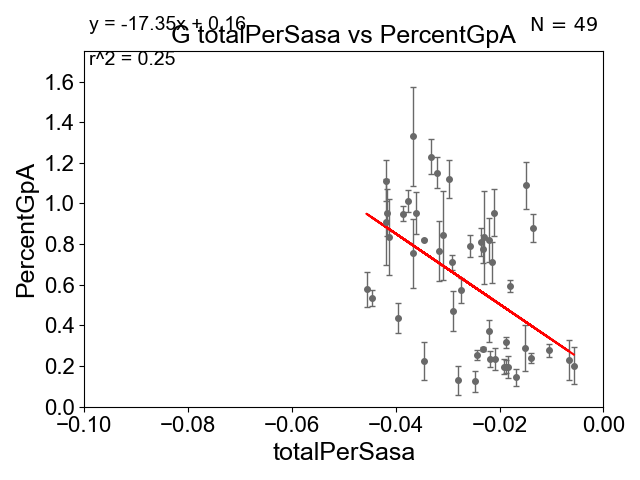 y = -17.35x + 0.16
G totalPerSasa vs PercentGpA
N = 49
r^2 = 0.25
PercentGpA
1.6
1.4
1.2
1.0
0.8
0.6
0.4
0.2
0.0
−0.10 −0.08 −0.06 −0.04 −0.02 0.00
totalPerSasa